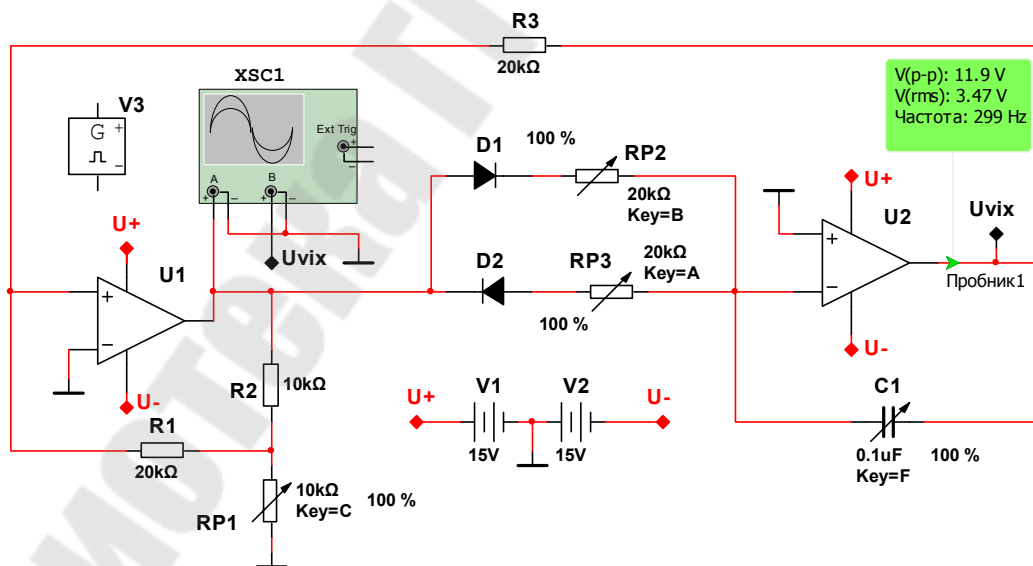 R3
20kΩ
V(p-p): 11.9 V
V(rms): 3.47 V
Частота: 299 Hz
XSC1
V3
G
+
−
Ext Trig
+
−
A
B
+
−
+
−
D1
100 %
RP2
20kΩ
Key=B
U+
U1
+
−
U-
Uvix
D2
RP3
20kΩ
Key=A
100 %
U+
U2
+
−
U-
Uvix
Пробник1
R2
10kΩ
R1
20kΩ
RP1
10kΩ
Key=C
100 %
U+
V1
15V
V2
15V
U-
C1
0.1uF
Key=F
100 %